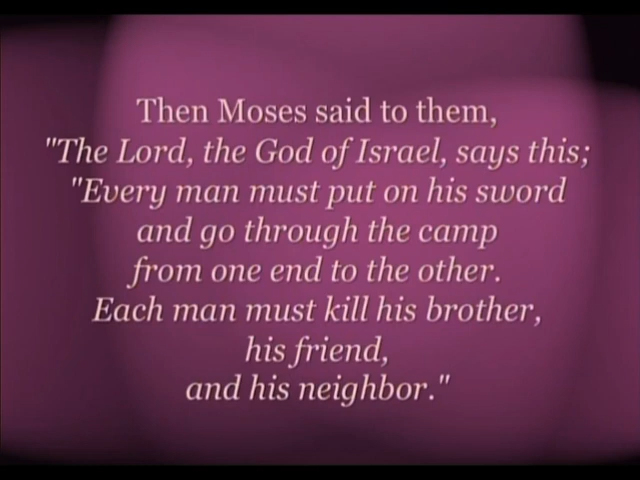 Then Moses said to them,
"The Lord, the God of Israel, says this;
"Every man must put on his sword
and go through the camp
from one end to the other.
Each man must kill his brother,
his friend,
and his neighbor."